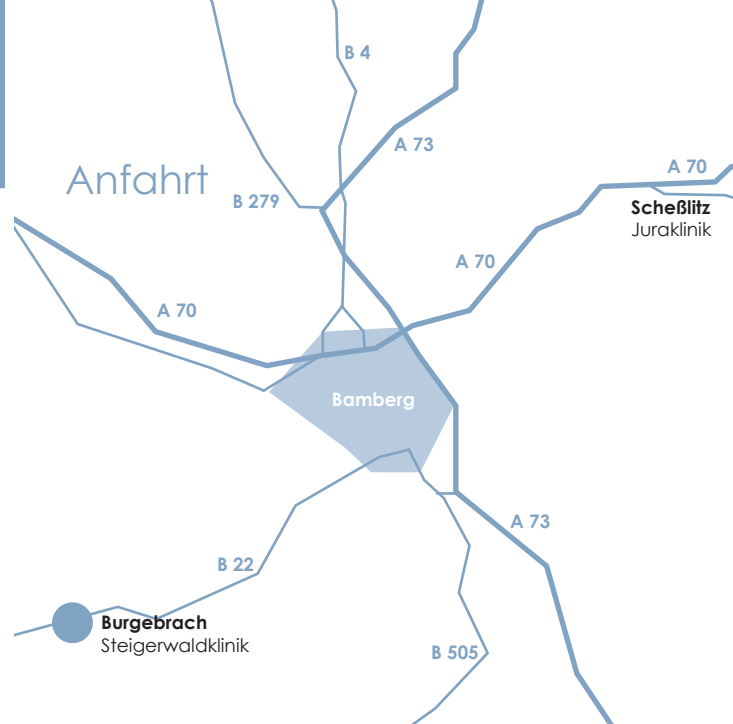 B 4
A 73
A 70
Anfahrt
B 279
Scheßlitz
Juraklinik
A 70
A 70
Bamberg
A 73
B 22
Burgebrach
Steigerwaldklinik
B 505